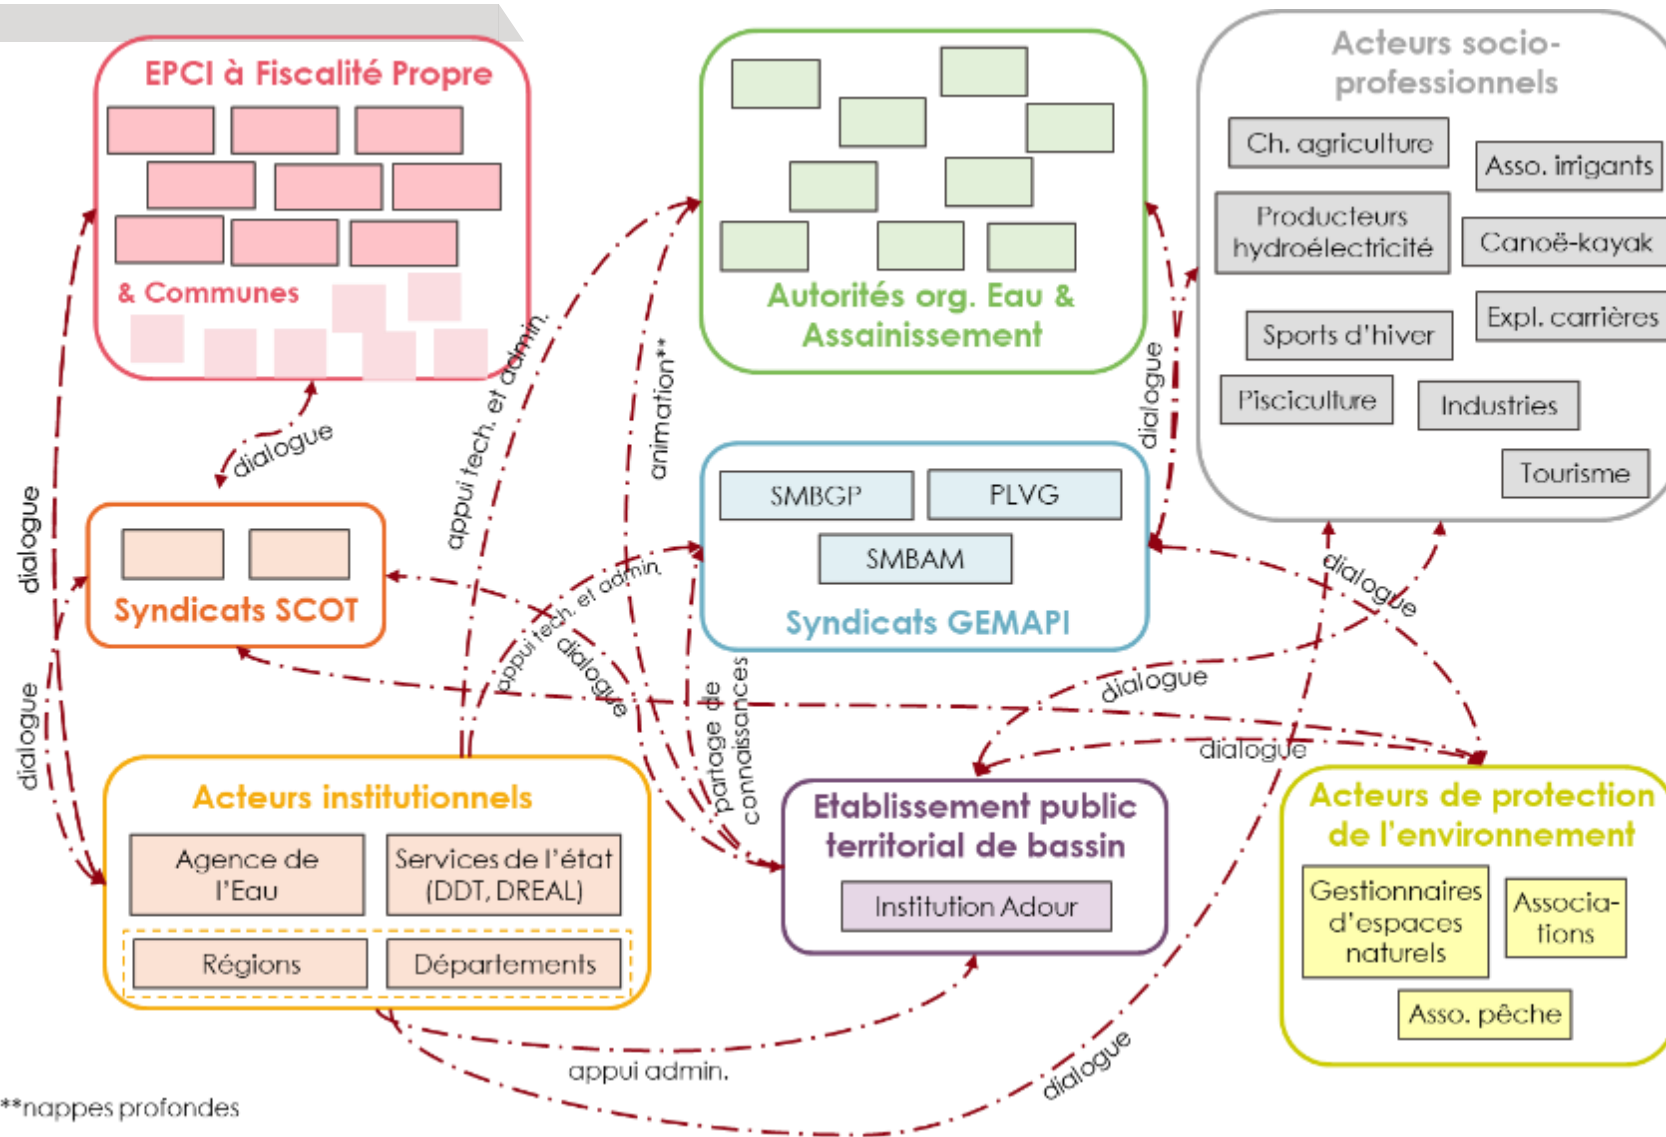 EPCI à Fiscalité Propre
& Communes
Autorités org. Eau &
Assainissement
Acteurs socio-
professionnels
Ch. agriculture
Asso. irrigants
Producteurs
hydroélectricité
Canoë-kayak
Expl. carrières
Sports d'hiver
Pisciculture
Industries
Tourisme
dialogue
dialogue
dialogue
appui tech. et admin.
animation**
dialogue
SMBGP
PLVG
SMBAM
Syndicats GEMAPI
Syndicats SCOT
appui tech. et admin.
dialogue
partage de
connaissances
dialogue
dialogue
dialogue
Acteurs institutionnels
Agence de
l'Eau
Services de l'état
(DDT, DREAL)
Régions
Départements
Etablissement public
territorial de bassin
Institution Adour
Acteurs de protection
de l'environnement
Gestionnaires
d'espaces
naturels
Associa-
tions
Asso. pêche
appui admin.
dialogue
**nappes profondes